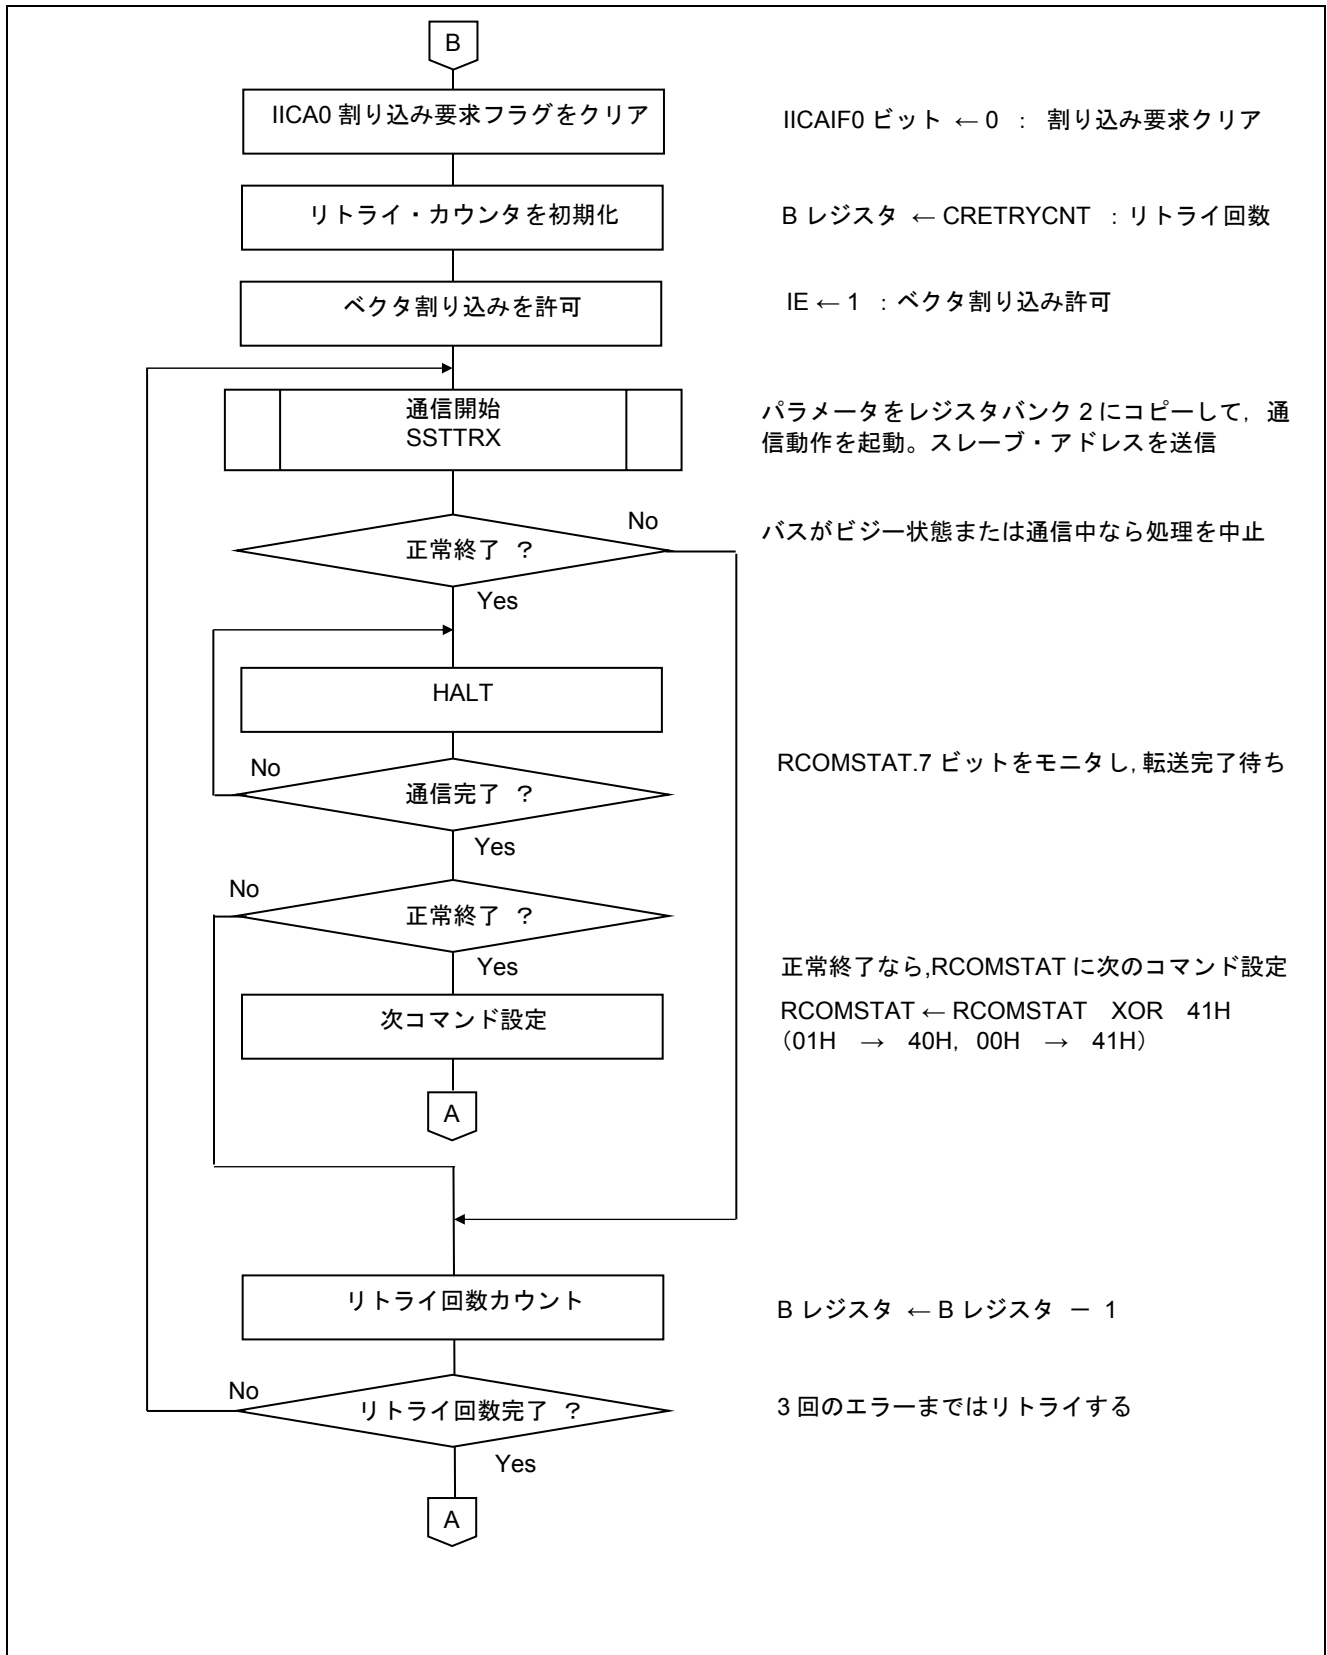 B
IICA0 割り込み要求フラグをクリア
IICAIF0 ビット ← 0 ： 割り込み要求クリア
リトライ・カウンタを初期化
B レジスタ ← CRETRYCNT ：リトライ回数
ベクタ割り込みを許可
IE ← 1 ：ベクタ割り込み許可
通信開始
SSTTRX
パラメータをレジスタバンク 2 にコピーして，通
信動作を起動。スレーブ・アドレスを送信
No
正常終了 ？
バスがビジー状態または通信中なら処理を中止
Yes
HALT
No
通信完了 ？
RCOMSTAT.7 ビットをモニタし, 転送完了待ち
Yes
No
正常終了 ？
Yes
正常終了なら,RCOMSTAT に次のコマンド設定
次コマンド設定
RCOMSTAT ← RCOMSTAT XOR 41H
（01H → 40H，00H → 41H）
A
リトライ回数カウント
B レジスタ ← B レジスタ － 1
No
リトライ回数完了 ？
3 回のエラーまではリトライする
Yes
A